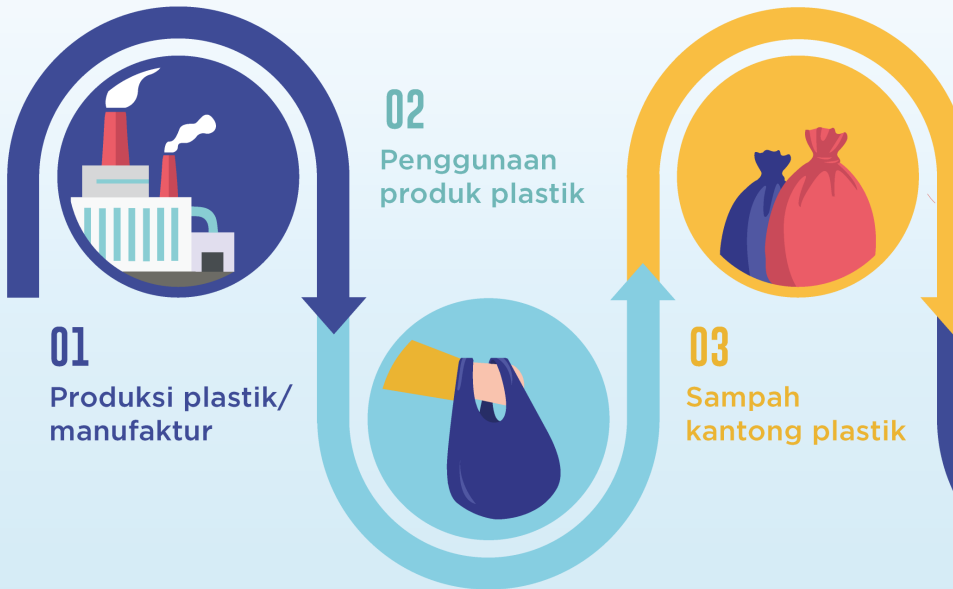 01
Produksi plastik/
manufaktur
02
Penggunaan
produk plastik
03
Sampah
kantong plastik